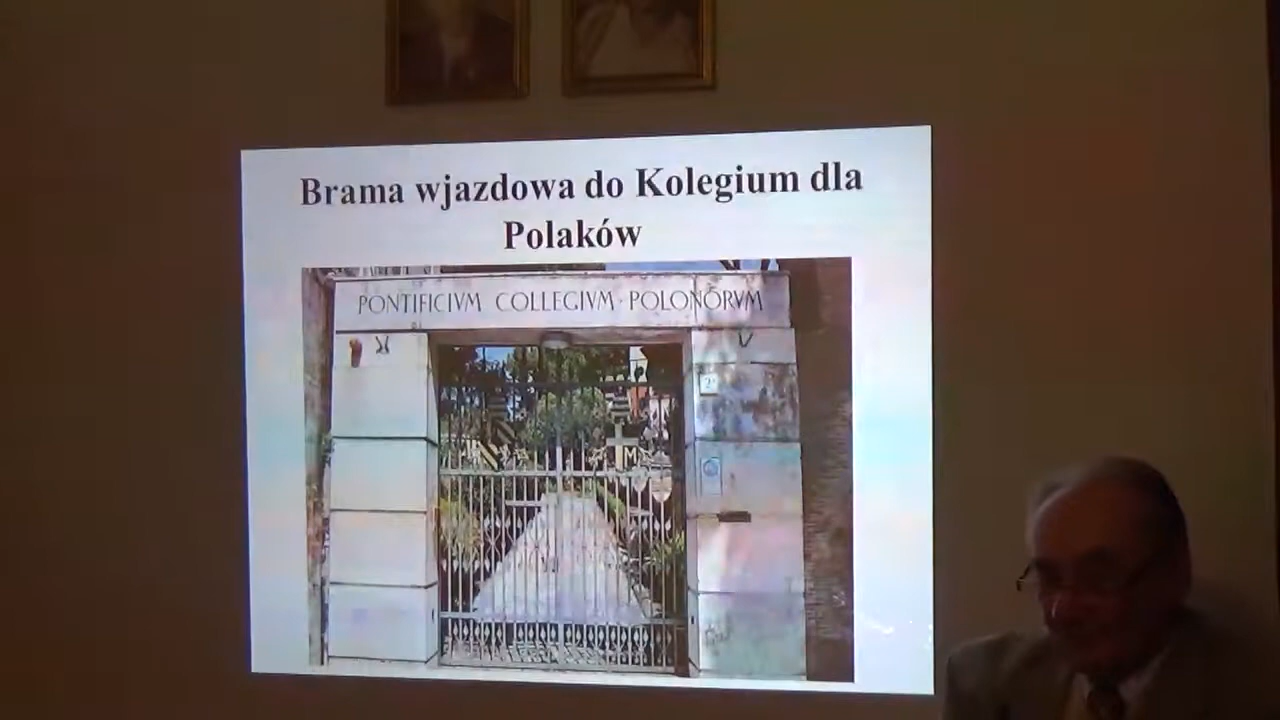 Brama wjazdowa do Kolegium dla
Polaków
PONTIFICIVM COLLEGIVM · POLONORVM
M